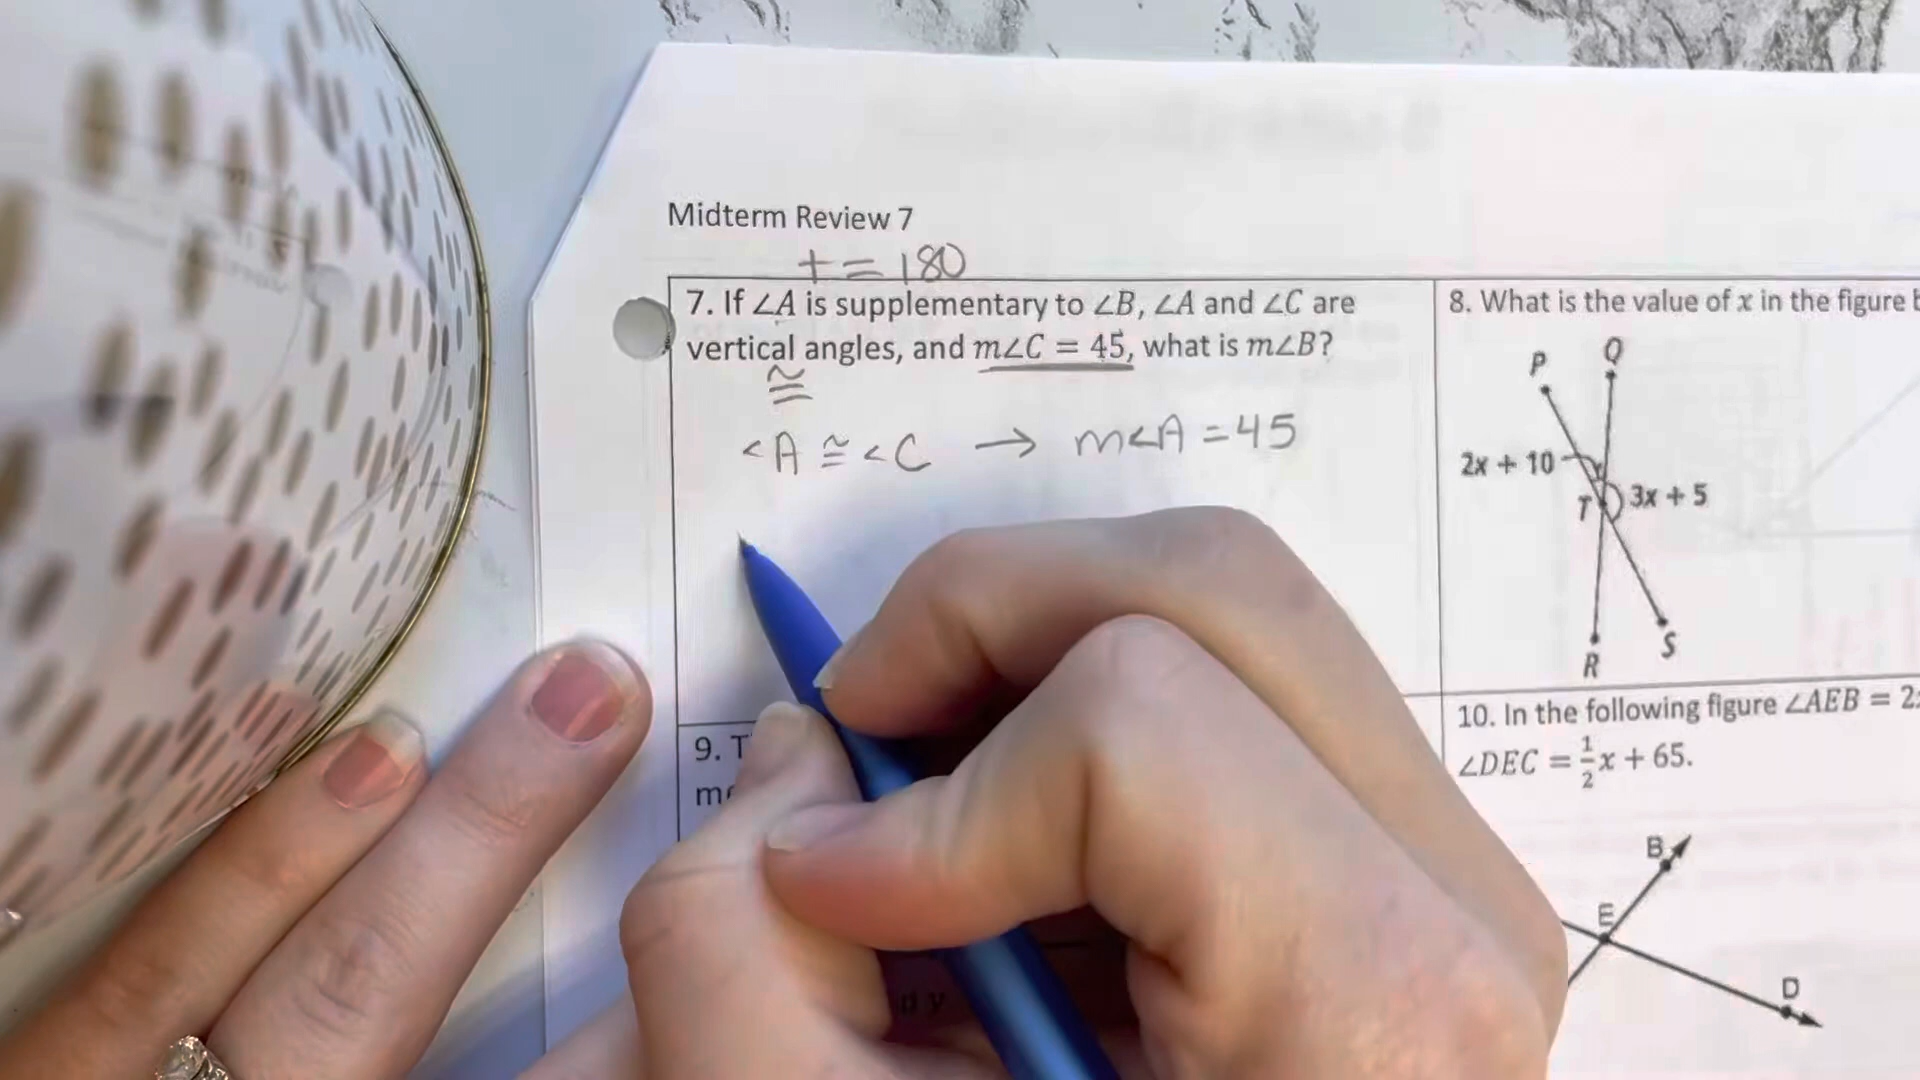 Midterm Review 7
+ = 180
7. If ∠A is supplementary to ∠B, ∠A and ∠C are
vertical angles, and m∠C = 45, what is m∠B?
≅
∠A ≅ ∠C → m∠A = 45
8. What is the value of x in the figure
P
Q
2x + 10
T
3x + 5
R
S
9.
10. In the following figure ∠AEB =
∠DEC = 1/2 x + 65.
B
E
D